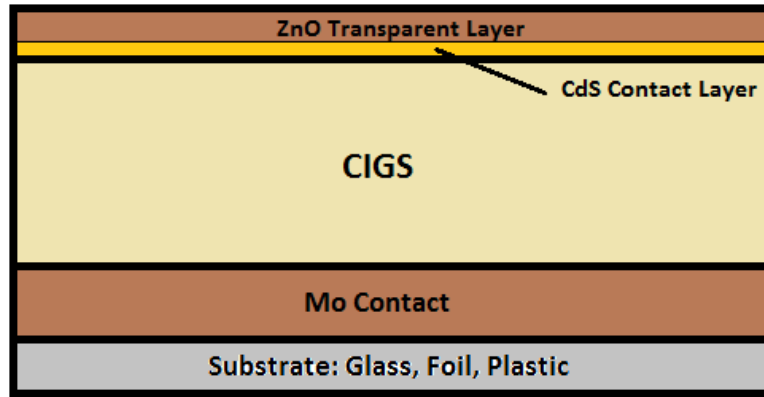 ZnO Transparent Layer
CdS Contact Layer
CIGS
Mo Contact
Substrate: Glass, Foil, Plastic